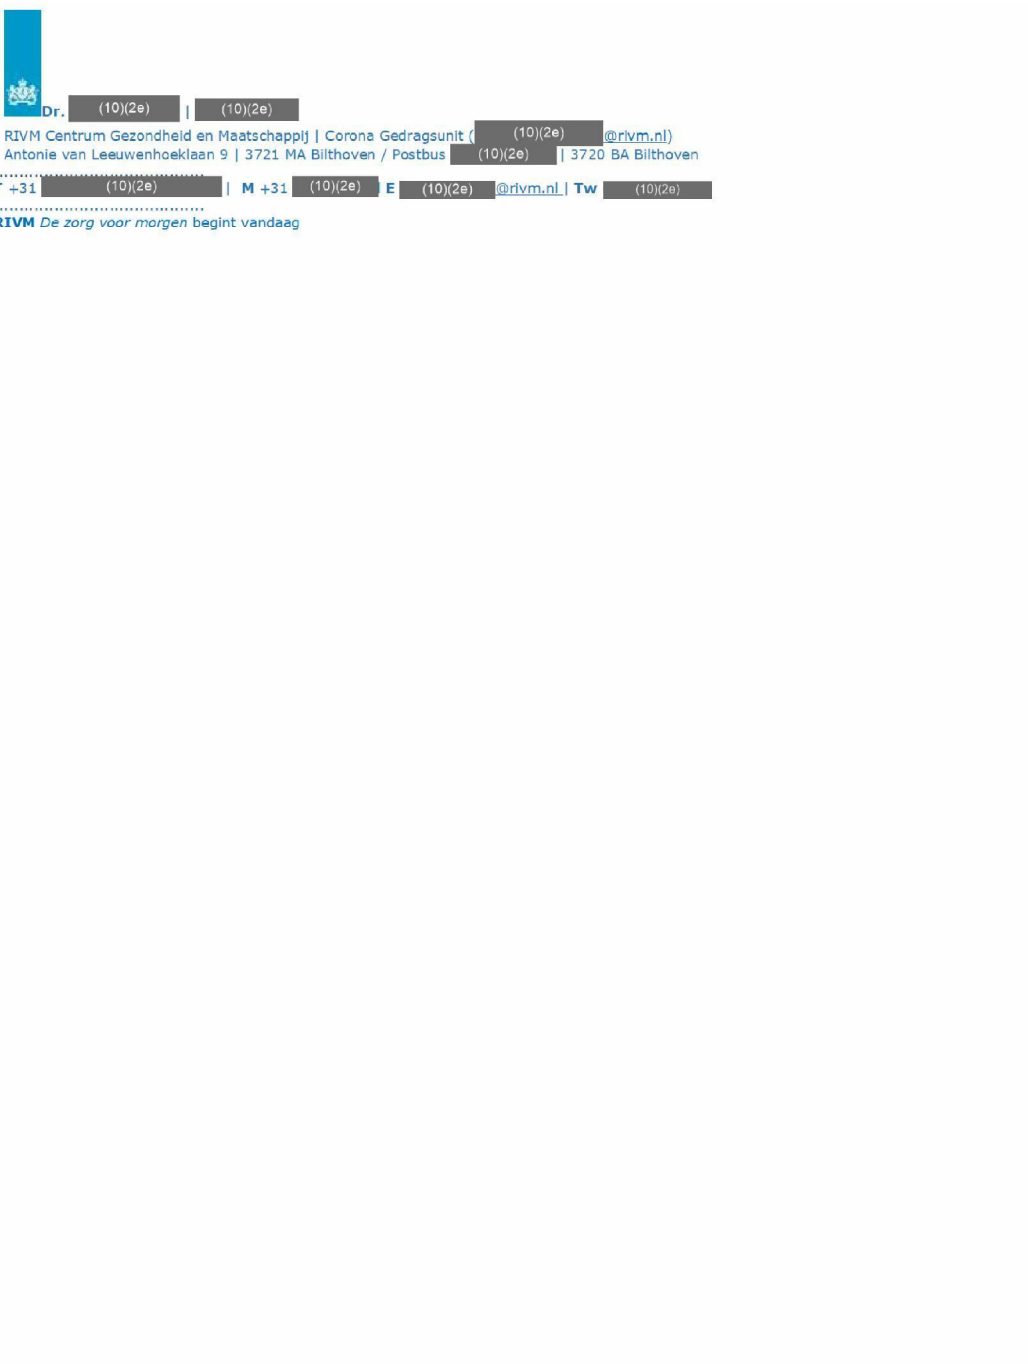 Dr. (10)(2e) | (10)(2e)
RIVM Centrum Gezondheid en Maatschappij | Corona Gedragsunit ( (10)(2e) @rivm.nl)
Antonie van Leeuwenhoeklaan 9 | 3721 MA Bilthoven / Postbus (10)(2e) | 3720 BA Bilthoven
T +31 (10)(2e) | M +31 (10)(2e) | E (10)(2e) @rivm.nl | Tw (10)(2e)
RIVM De zorg voor morgen begint vandaag